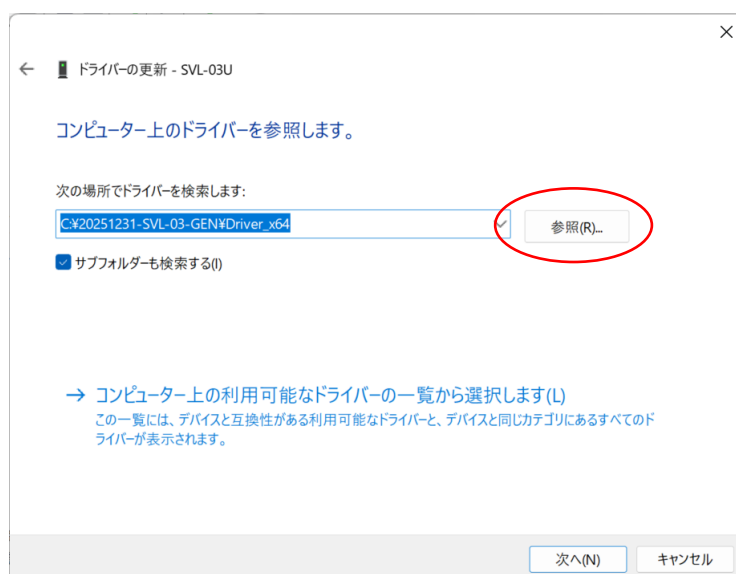 ドライバーの更新 - SVL-03U
コンピューター上のドライバーを参照します。
次の場所でドライバーを検索します:
C:¥20251231-SVL-03-GEN¥Driver_x64
参照(R)...
サブフォルダーも検索する(I)
コンピューター上の利用可能なドライバーの一覧から選択します(L)
この一覧には、デバイスと互換性がある利用可能なドライバーと、デバイスと同じカテゴリにあるすべてのド
ライバーが表示されます。
次へ(N)
キャンセル